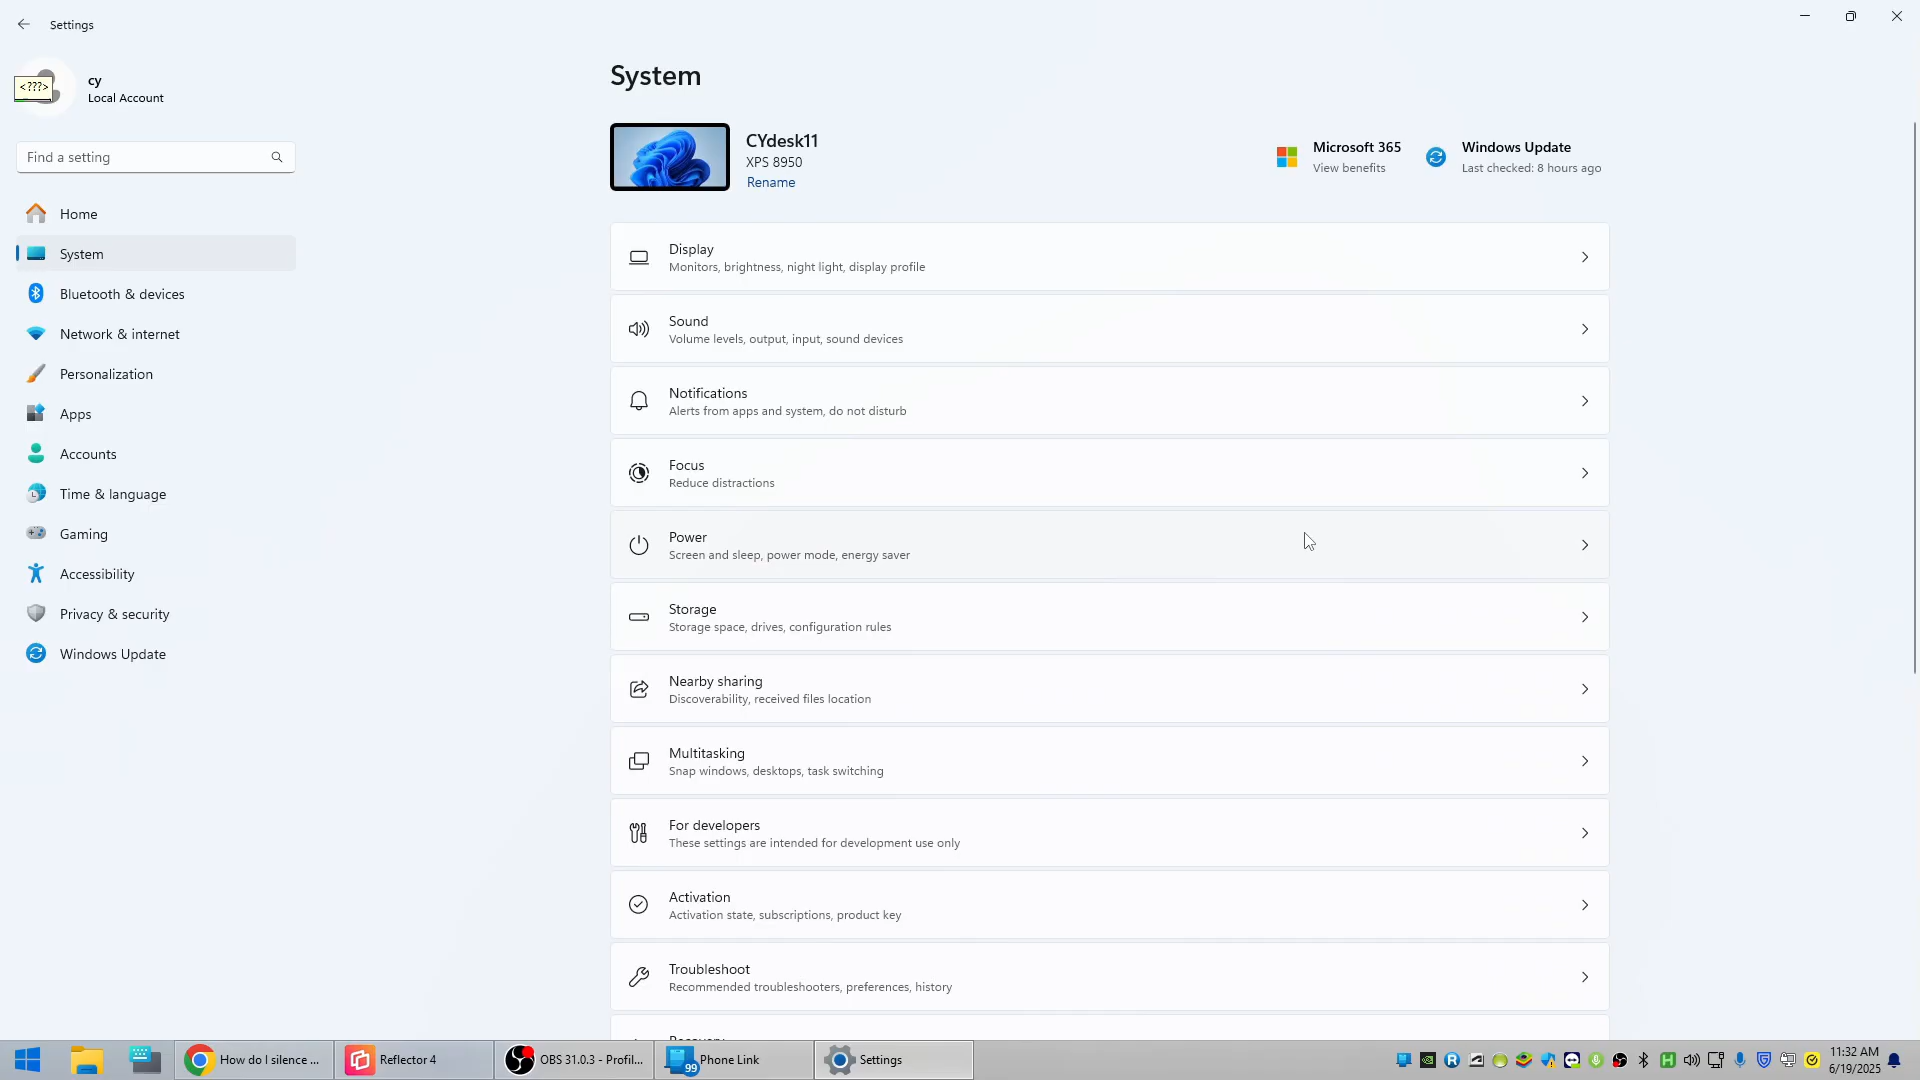 Settings
<???>
cy
Local Account
Find a setting
Home
System
Bluetooth & devices
Network & internet
Personalization
Apps
Accounts
Time & language
Gaming
Accessibility
Privacy & security
Windows Update
System
CYdesk11
XPS 8950
Rename
Microsoft 365
View benefits
Windows Update
Last checked: 8 hours ago
Display
Monitors, brightness, night light, display profile
Sound
Volume levels, output, input, sound devices
Notifications
Alerts from apps and system, do not disturb
Focus
Reduce distractions
Power
Screen and sleep, power mode, energy saver
Storage
Storage space, drives, configuration rules
Nearby sharing
Discoverability, received files location
Multitasking
Snap windows, desktops, task switching
For developers
These settings are intended for development use only
Activation
Activation state, subscriptions, product key
Troubleshoot
Recommended troubleshooters, preferences, history
How do I silence ...
Reflector 4
OBS 31.0.3 - Profil...
99
Phone Link
Settings
11:32 AM
6/19/2025